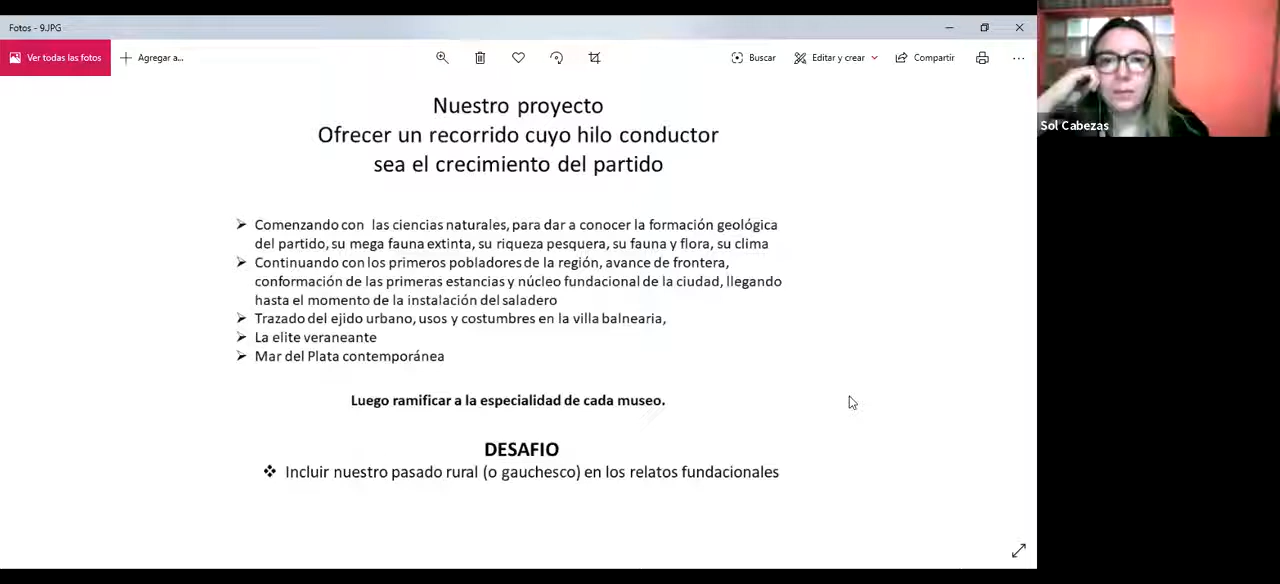 Fotos - 9.JPG
Ver todas las fotos
Agregar a...
Buscar
Editar y crear
Compartir
Sol Cabezas
Nuestro proyecto
Ofrecer un recorrido cuyo hilo conductor
sea el crecimiento del partido
Comenzando con las ciencias naturales, para dar a conocer la formación geológica
del partido, su mega fauna extinta, su riqueza pesquera, su fauna y flora, su clima
Continuando con los primeros pobladores de la región, avance de frontera,
conformación de las primeras estancias y núcleo fundacional de la ciudad, llegando
hasta el momento de la instalación del saladero
Trazado del ejido urbano, usos y costumbres en la villa balnearia,
La elite veraneante
Mar del Plata contemporánea
Luego ramificar a la especialidad de cada museo.
DESAFIO
Incluir nuestro pasado rural (o gauchesco) en los relatos fundacionales